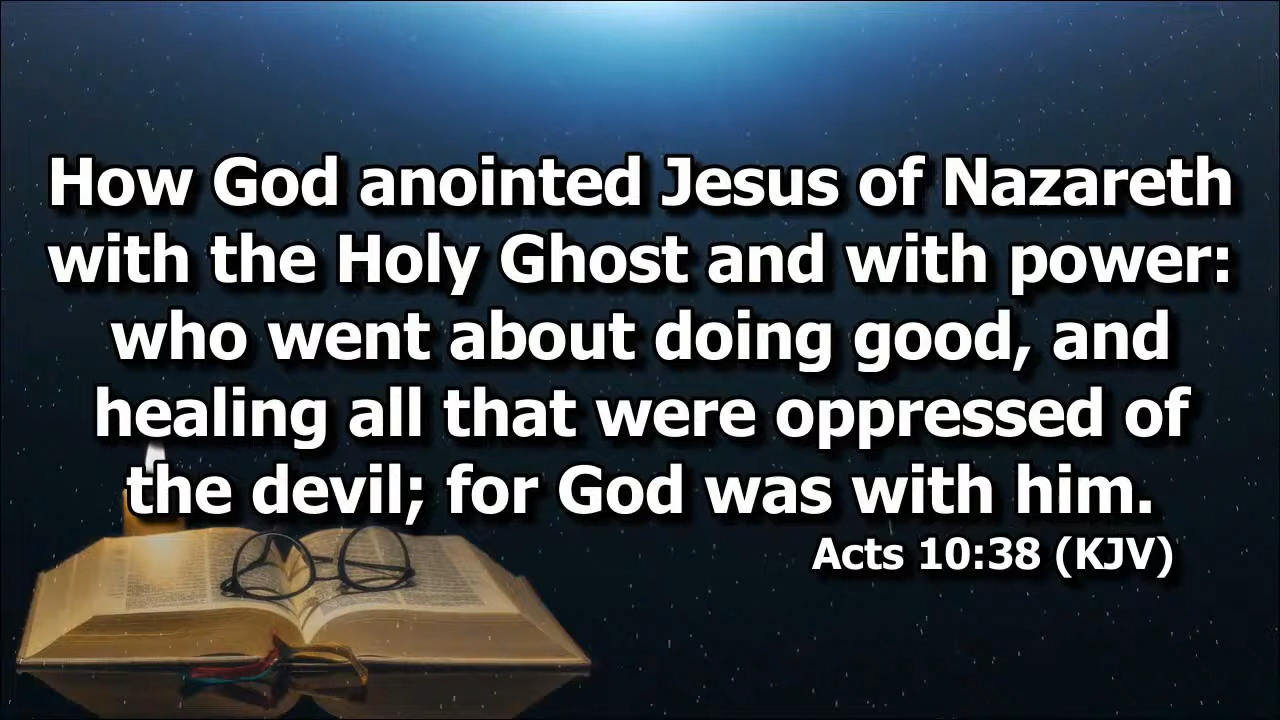 How God anointed Jesus of Nazareth
with the Holy Ghost and with power:
who went about doing good, and
healing all that were oppressed of
the devil; for God was with him.
Acts 10:38 (KJV)